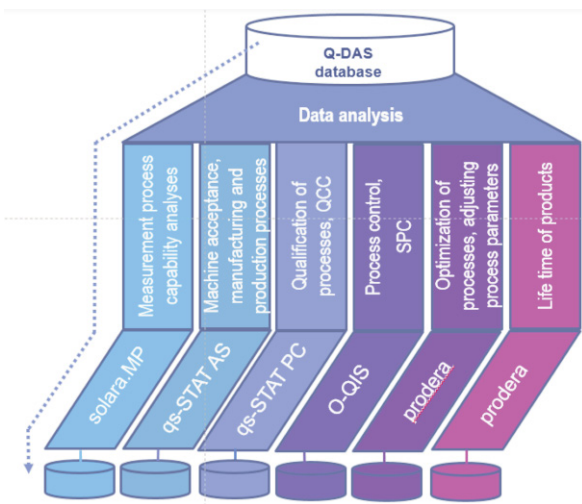 Q-DAS
database
Data analysis
Measurement process
capability analyses
Machine acceptance,
manufacturing and
production processes
Qualification of
processes, QCC
Process control,
SPC
Optimization of
processes, adjusting
process parameters
Life time of products
solara.MP
qs-STAT AS
qs-STAT PC
O-QIS
prodera
prodera